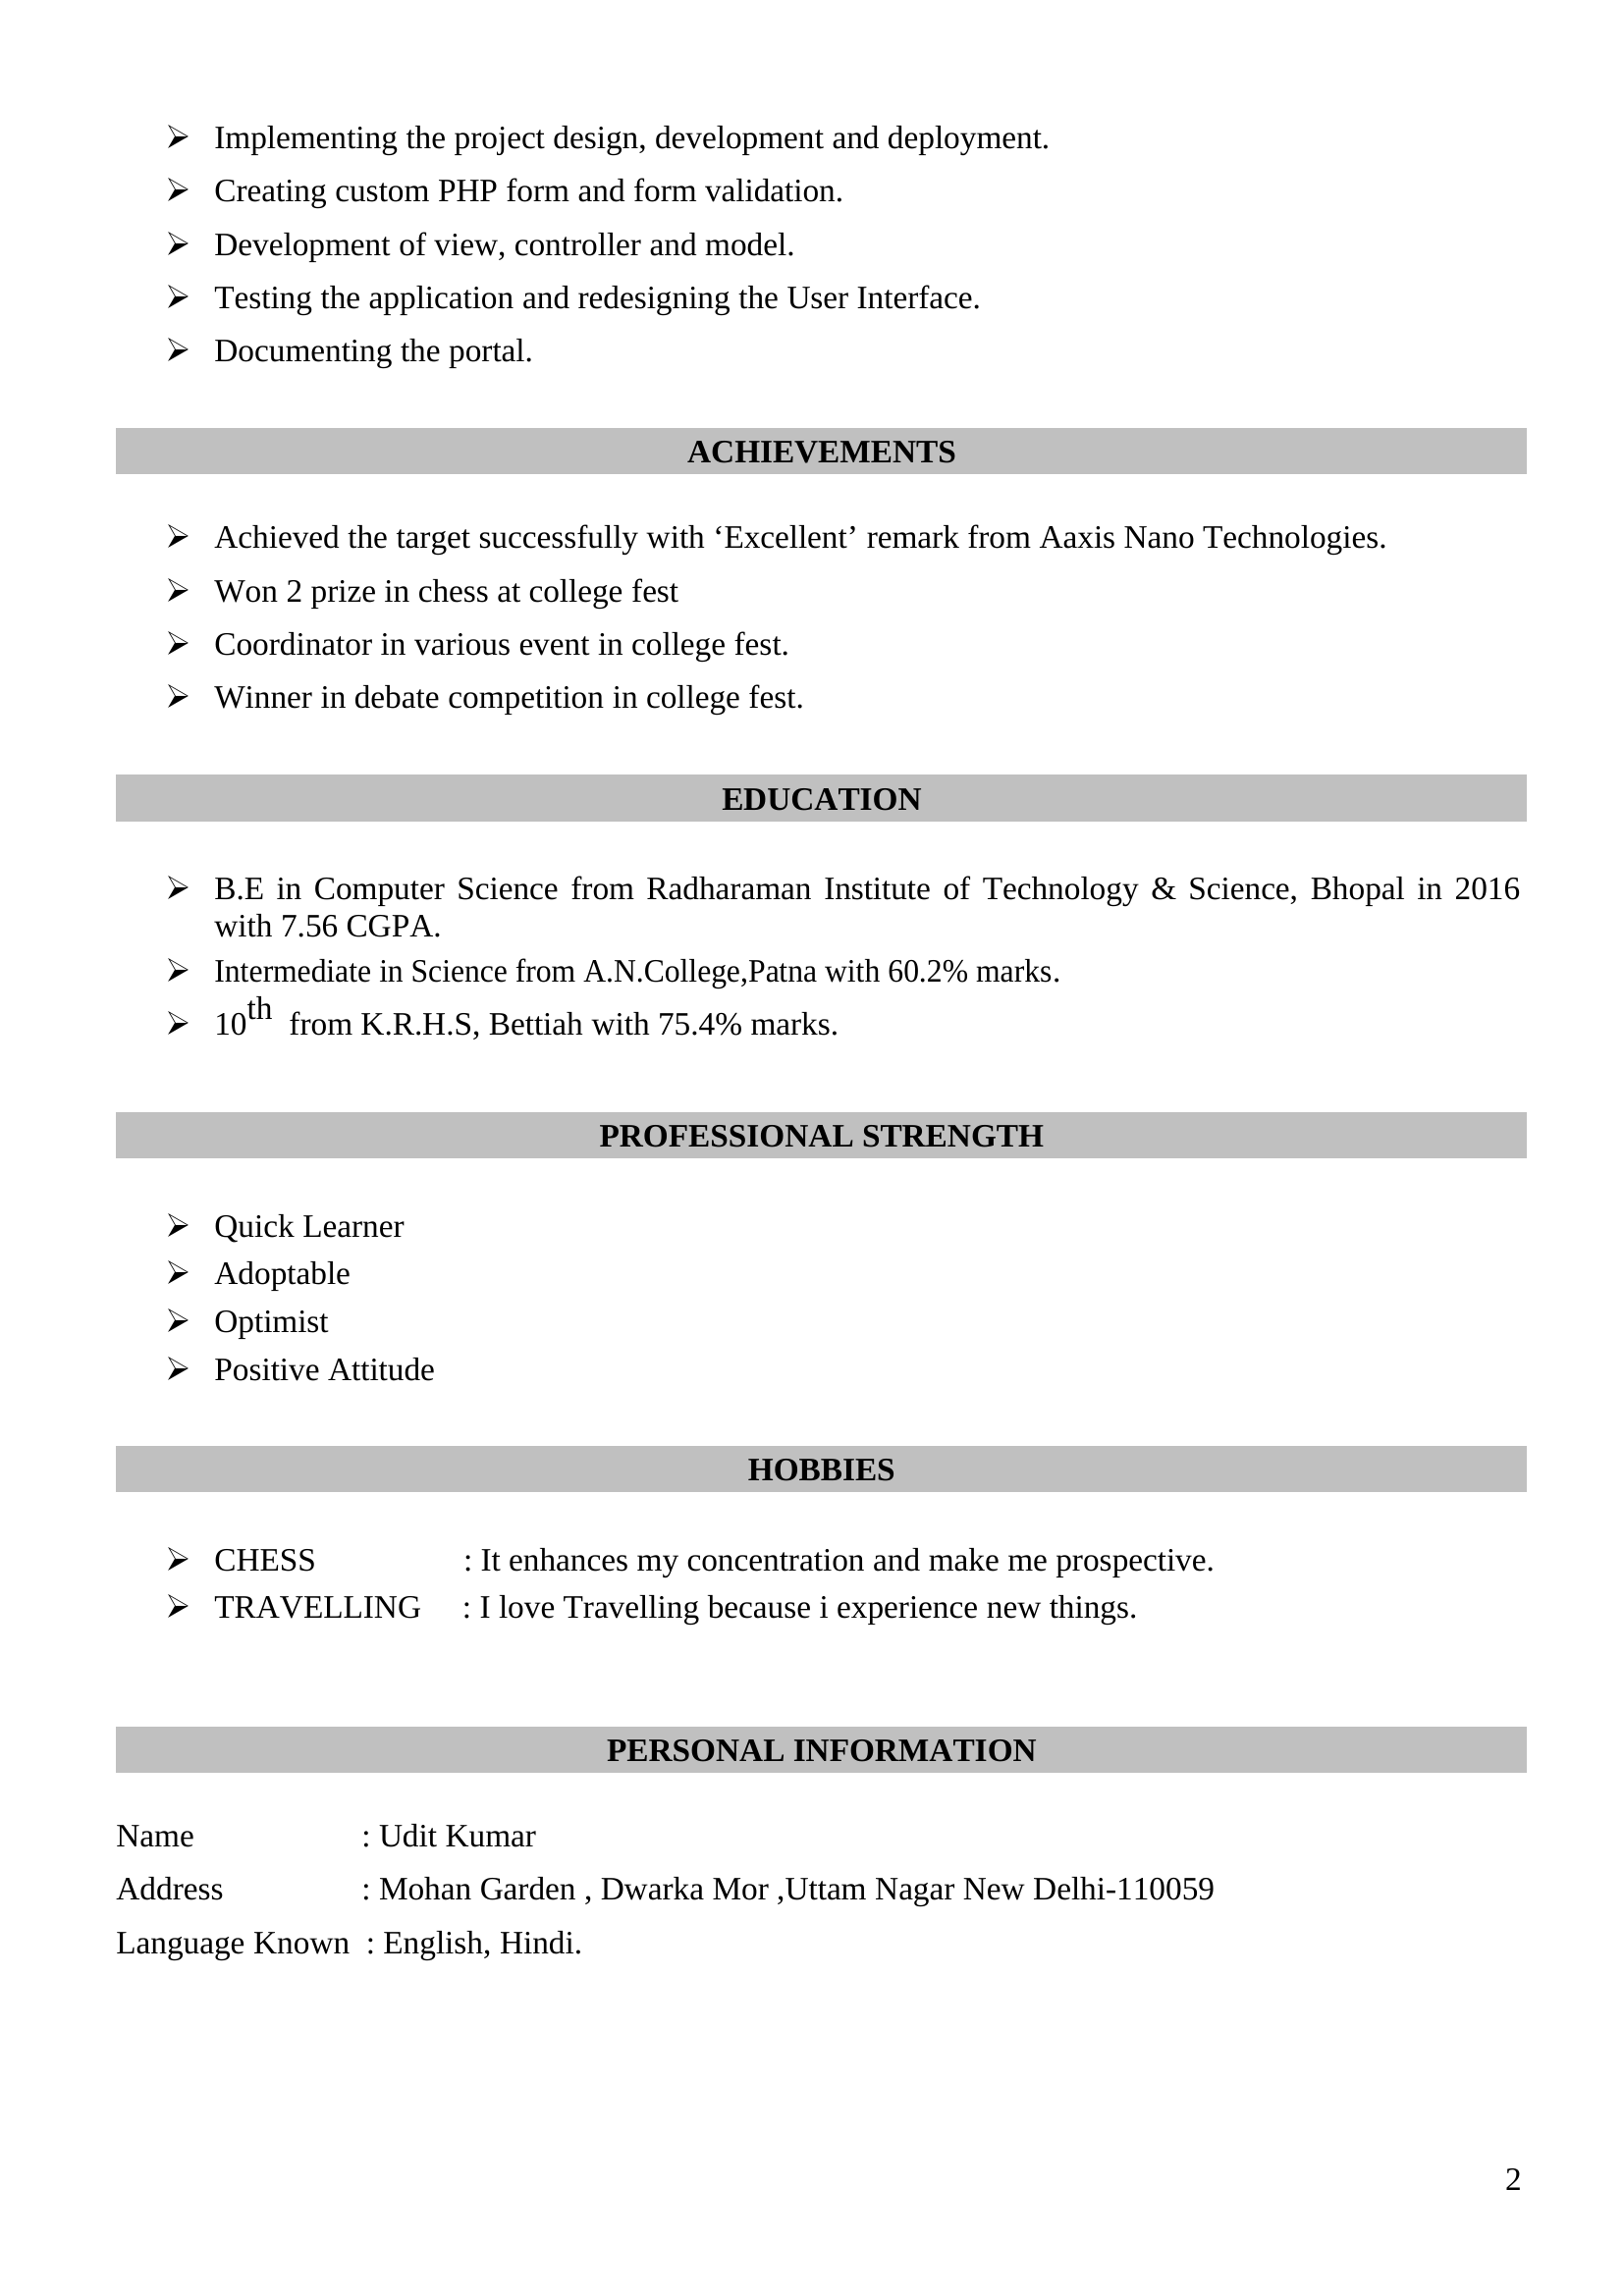 ➢ Implementing the project design, development and deployment.
➢ Creating custom PHP form and form validation.
➢ Development of view, controller and model.
➢ Testing the application and redesigning the User Interface.
➢ Documenting the portal.
ACHIEVEMENTS
➢ Achieved the target successfully with ‘Excellent’ remark from Aaxis Nano Technologies.
➢ Won 2 prize in chess at college fest
➢ Coordinator in various event in college fest.
➢ Winner in debate competition in college fest.
EDUCATION
➢ B.E in Computer Science from Radharaman Institute of Technology & Science, Bhopal in 2016
with 7.56 CGPA.
➢ Intermediate in Science from A.N.College,Patna with 60.2% marks.
➢ 10th from K.R.H.S, Bettiah with 75.4% marks.
PROFESSIONAL STRENGTH
➢ Quick Learner
➢ Adoptable
➢ Optimist
➢ Positive Attitude
HOBBIES
➢ CHESS : It enhances my concentration and make me prospective.
➢ TRAVELLING : I love Travelling because i experience new things.
PERSONAL INFORMATION
Name : Udit Kumar
Address : Mohan Garden , Dwarka Mor ,Uttam Nagar New Delhi-110059
Language Known : English, Hindi.
2